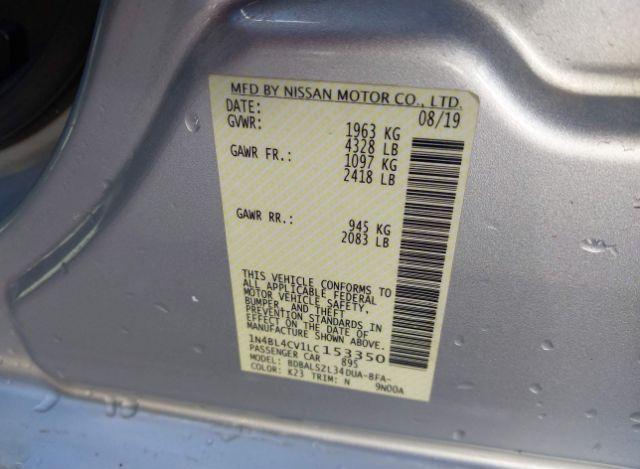 MFD BY NISSAN MOTOR CO., LTD.
DATE: 08/19
GVWR: 1963 KG
4328 LB
GAWR FR.: 1097 KG
2418 LB
GAWR RR.: 945 KG
2083 LB
THIS VEHICLE CONFORMS TO
ALL APPLICABLE FEDERAL
MOTOR VEHICLE SAFETY,
BUMPER, AND THEFT
PREVENTION STANDARDS IN
EFFECT ON THE DATE OF
MANUFACTURE SHOWN ABOVE.
1N4BL4CV1LC153350
PASSENGER CAR 895
MODEL: BDBALS2L34DUA-8FA-
COLOR: K23 TRIM: N 9N00A